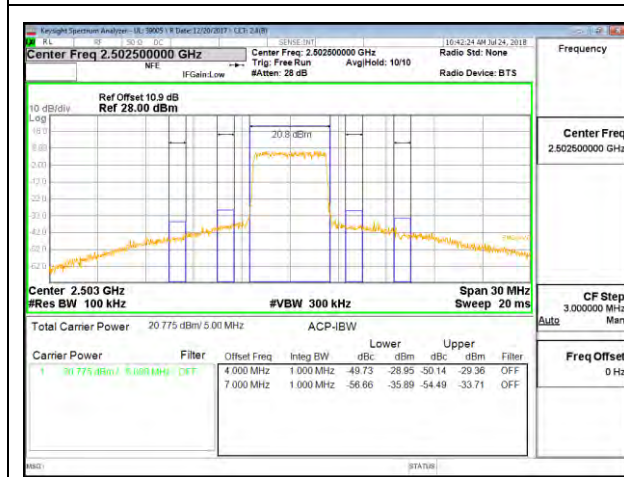 Keysight Spectrum Analyzer - UL: 59005 | R Date: 12/20/2017 | CLT: 2.4(B)
RL RF 50 Ω DC SENSE:INT 10:42:24 AM Jul 24, 2018
Center Freq 2.502500000 GHz
Center Freq: 2.502500000 GHz Radio Std: None
NFE Trig: Free Run Avg|Hold: 10/10
IFGain:Low #Atten: 28 dB Radio Device: BTS
Frequency
Ref Offset 10.9 dB
10 dB/div Ref 28.00 dBm
Log
18.0
8.00
-2.00
-12.0
-22.0
-32.0
-42.0
-52.0
-62.0
20.8 dBm
Center 2.503 GHz Span 30 MHz
#Res BW 100 kHz #VBW 300 kHz Sweep 20 ms
Center Freq
2.502500000 GHz
CF Step
3.000000 MHz
Auto Man
Freq Offset
0 Hz
Total Carrier Power 20.775 dBm/ 5.00 MHz ACP-IBW
Lower Upper
Carrier Power Filter Offset Freq Integ BW dBc dBm dBc dBm Filter
1 20.775 dBm / 5.000 MHz OFF 4.000 MHz 1.000 MHz -49.73 -28.95 -50.14 -29.36 OFF
7.000 MHz 1.000 MHz -56.66 -35.89 -54.49 -33.71 OFF
MSG STATUS